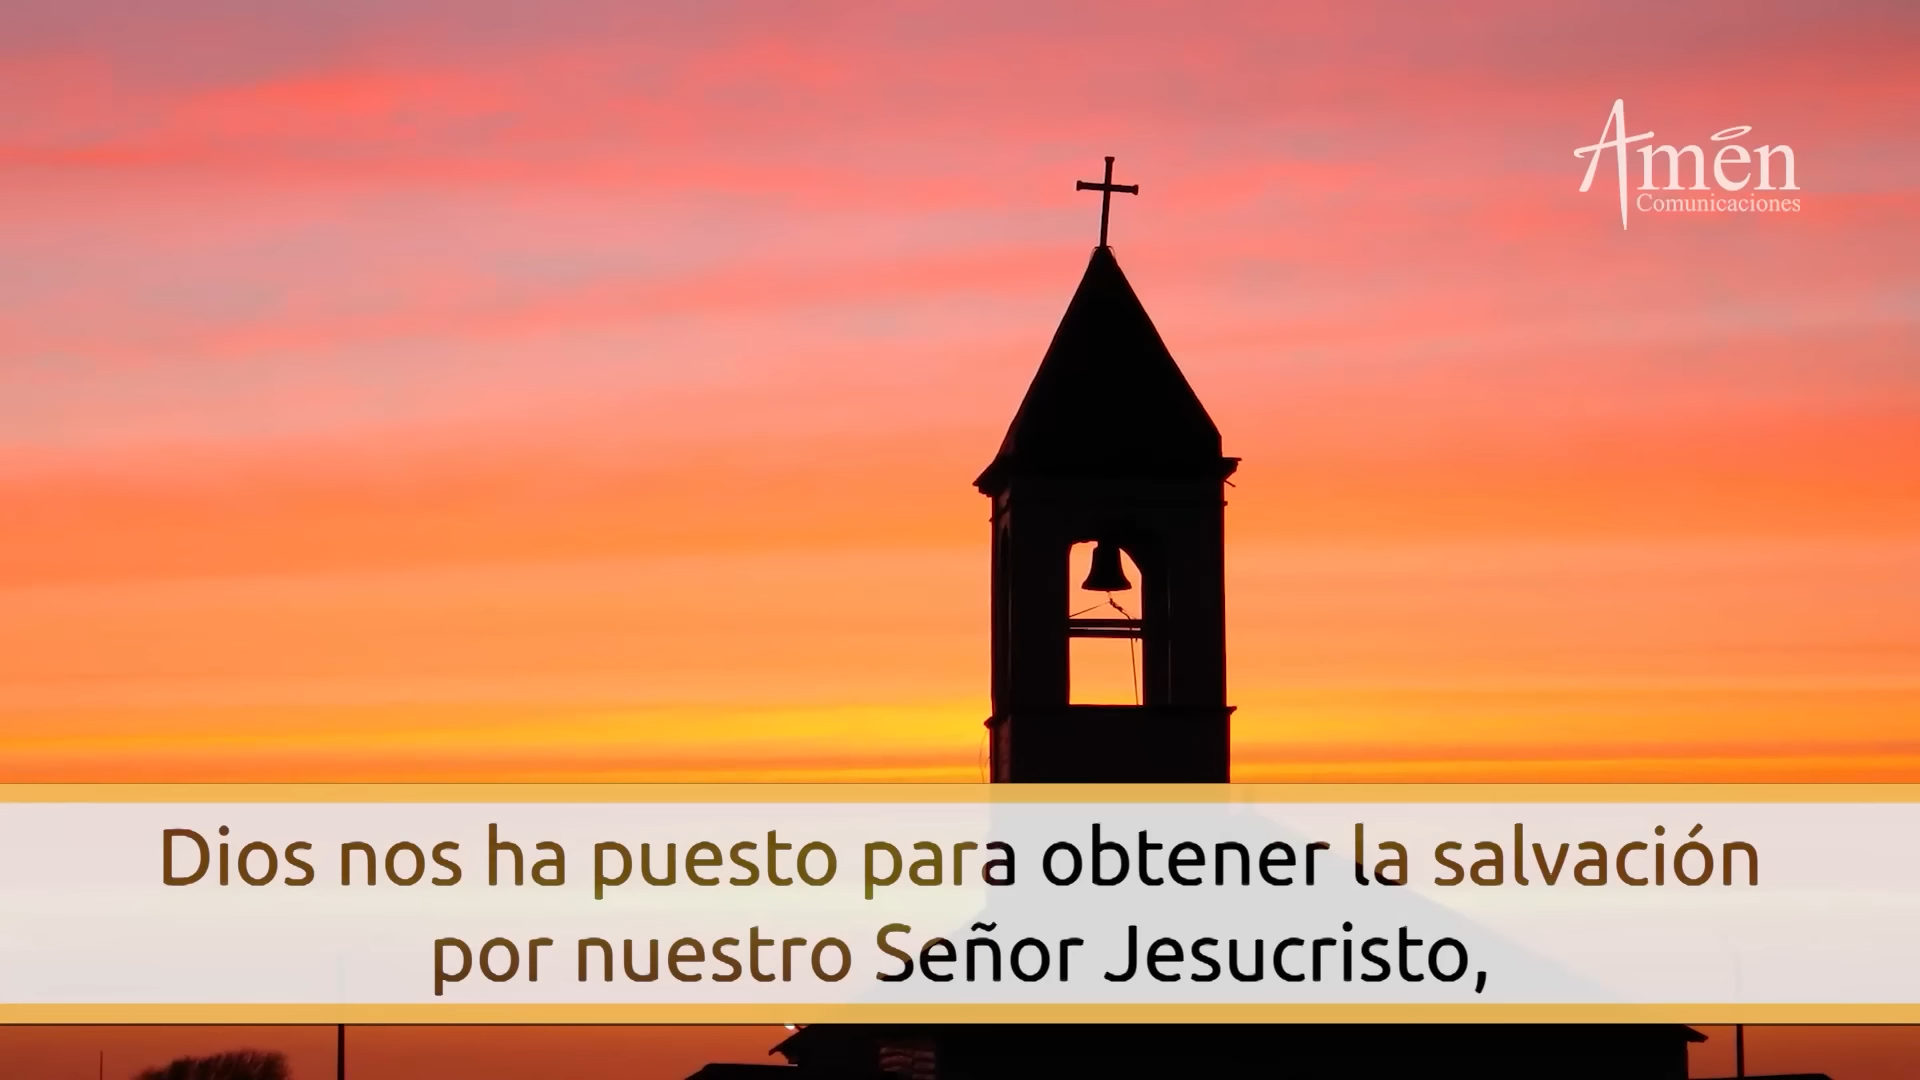 Amén
Comunicaciones
Dios nos ha puesto para obtener la salvación
por nuestro Señor Jesucristo,